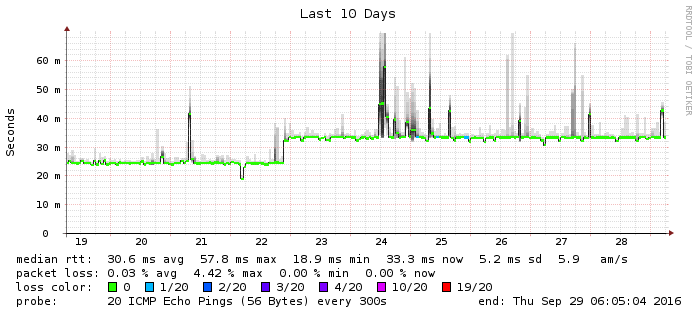 Last 10 Days
RRDTOOL / TOBI OETIKER
Seconds
60 m
50 m
40 m
30 m
20 m
10 m
0
19 20 21 22 23 24 25 26 27 28
median rtt: 30.6 ms avg 57.8 ms max 18.9 ms min 33.3 ms now 5.2 ms sd 5.9 am/s
packet loss: 0.03 % avg 4.42 % max 0.00 % min 0.00 % now
loss color: 0 1/20 2/20 3/20 4/20 10/20 19/20
probe: 20 ICMP Echo Pings (56 Bytes) every 300s end: Thu Sep 29 06:05:04 2016